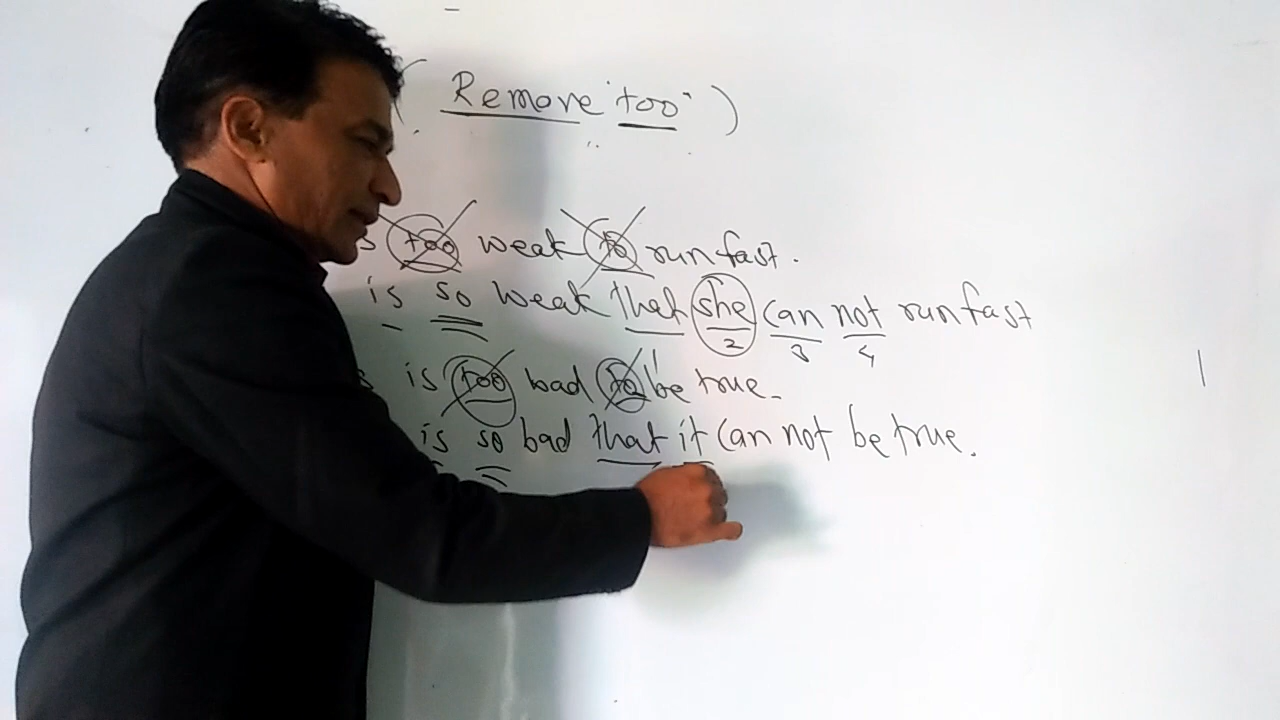 ( Remove "too" )
too weak to run fast.
is so weak that she can not run fast
2 3 4
is too bad to be true.
is so bad that it can not be true.